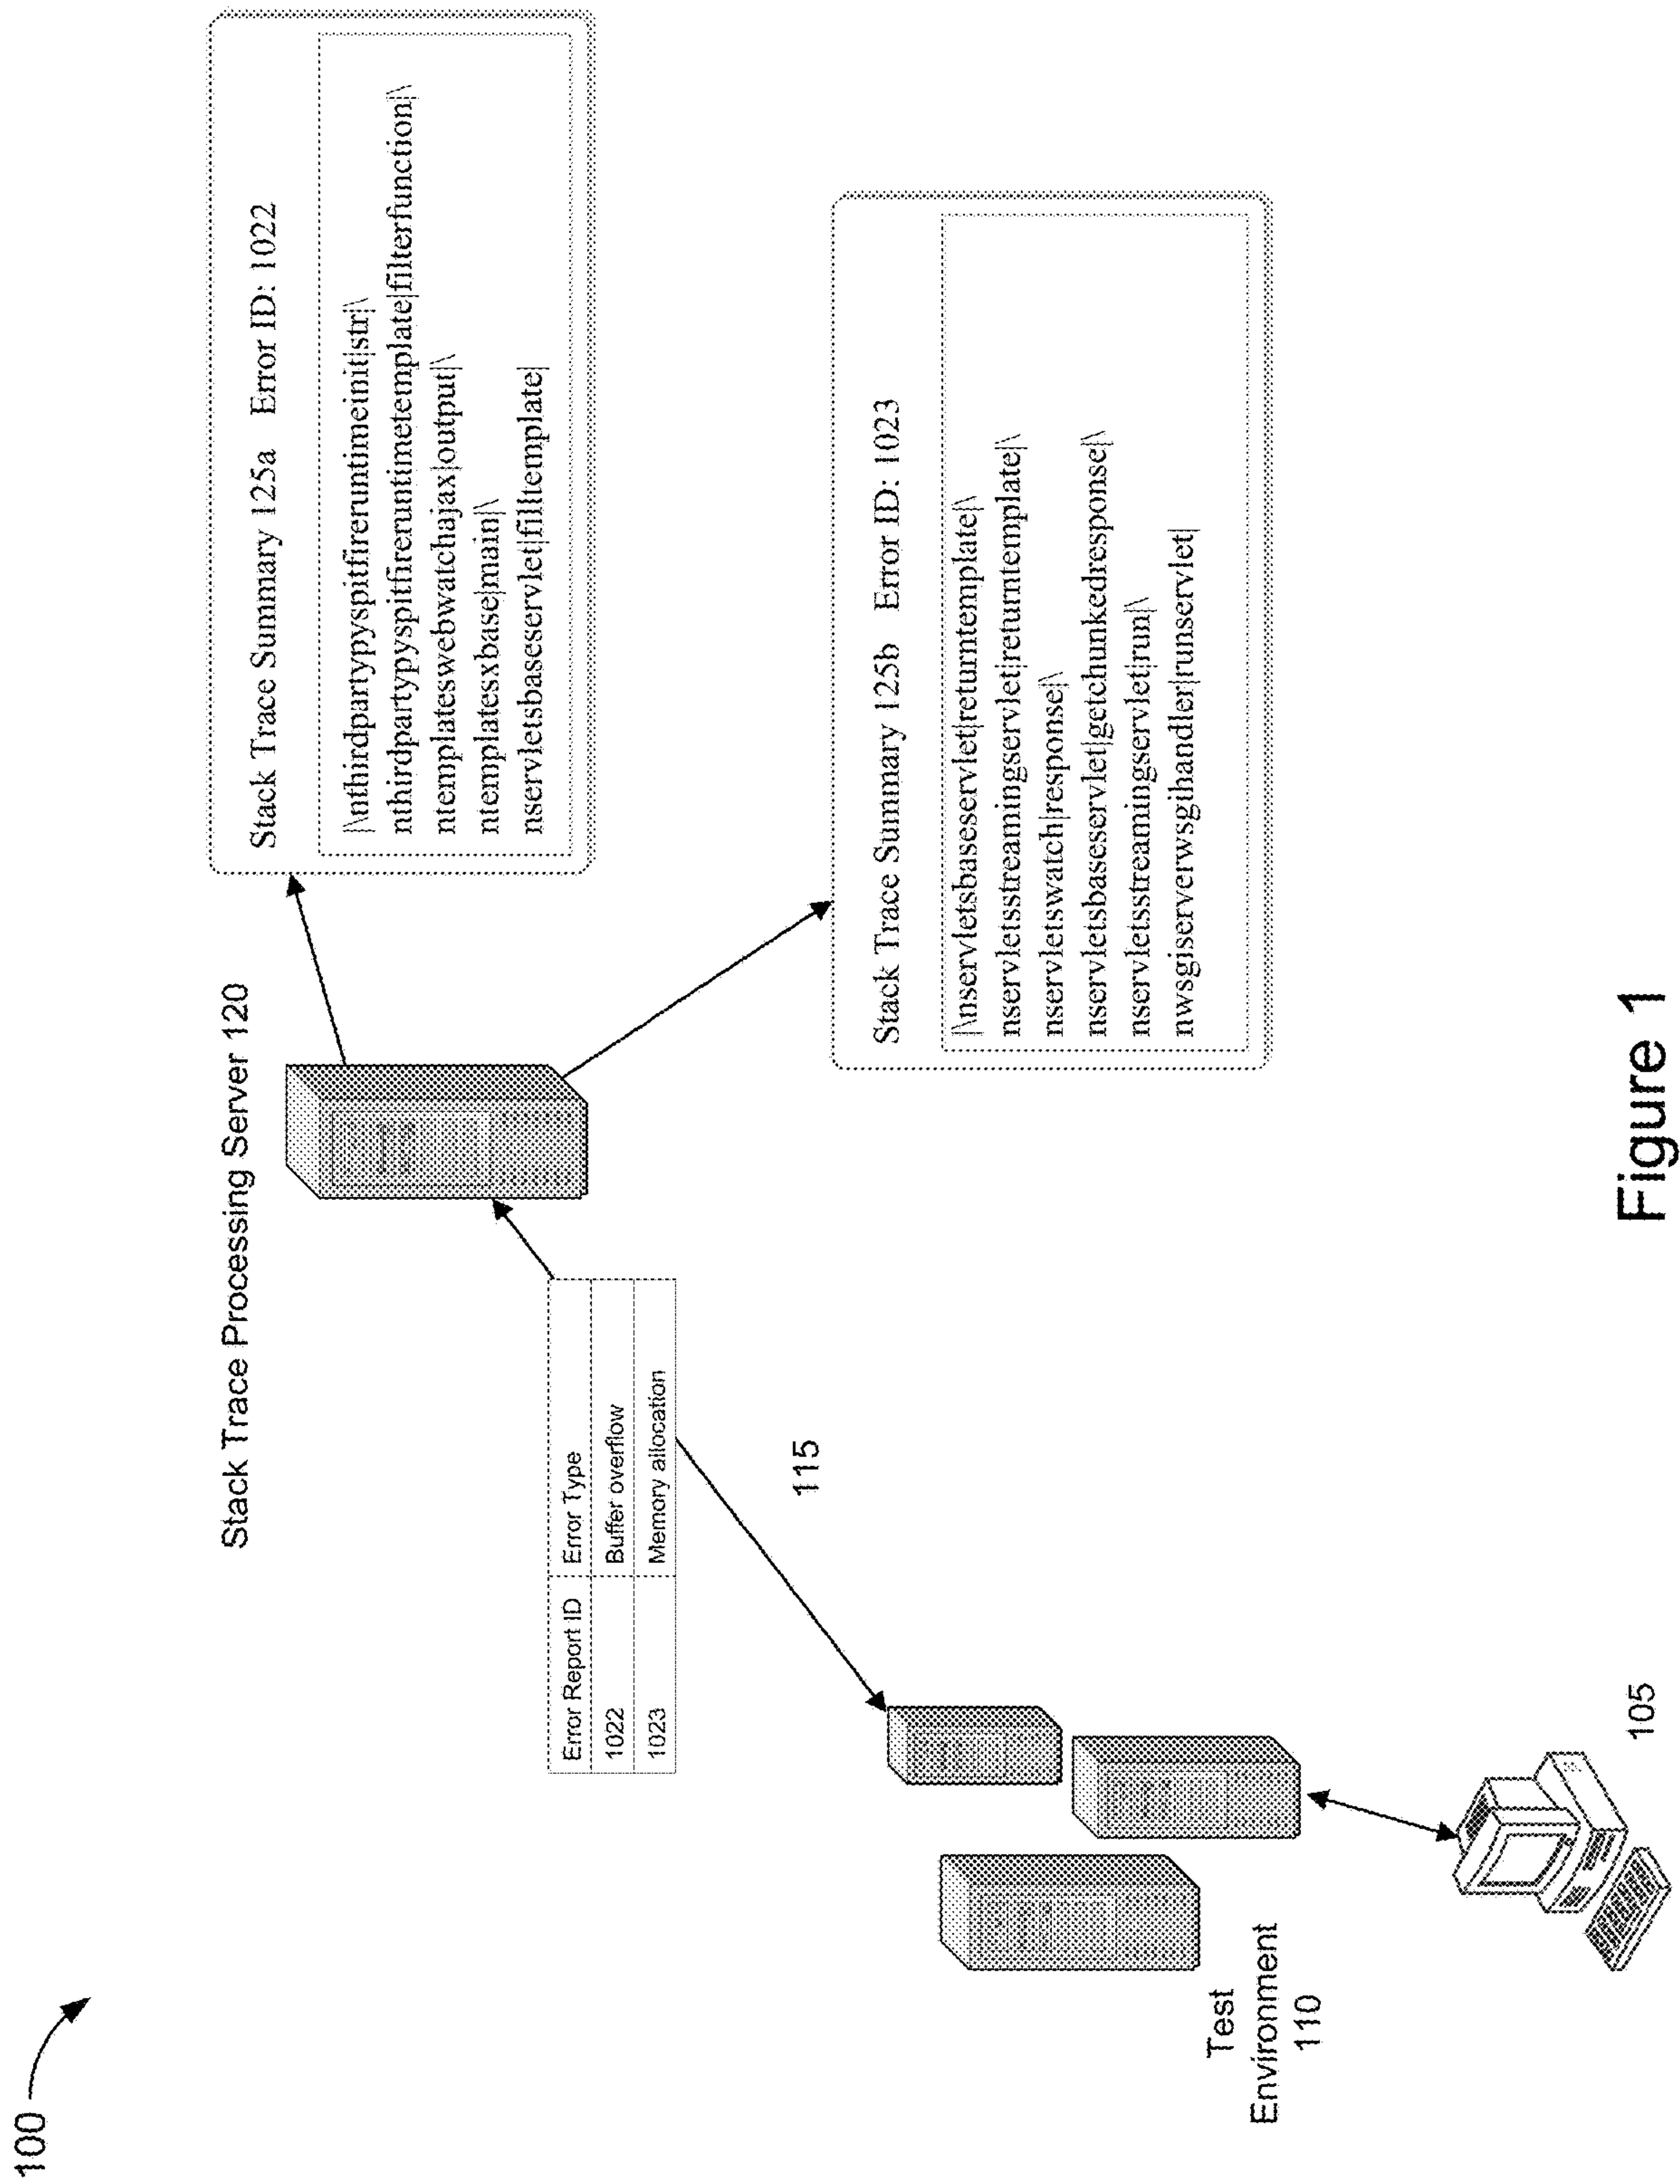 100
Stack Trace Processing Server 120
Stack Trace Summary 125a Error ID: 1022
|\nthirdpartypyspitfireruntimeinit|str|\
nthirdpartypyspitfireruntimetemplate|filterfunction|\
ntemplateswebwatchajax|output|\
ntemplatesxbase|main|\
nservletsbaseservlet|filltemplate|
Error Report ID Error Type
1022 Buffer overflow
1023 Memory allocation
115
Stack Trace Summary 125b Error ID: 1023
|\nservletsbaseservlet|returntemplate|\
nservletsstreamingservlet|returntemplate|\
nservletswatch|response|\
nservletsbaseservlet|getchunkedresponse|\
nservletsstreamingservlet|run|\
nwsgiserverwsgihandler|runservlet|
Test
Environment
110
105
Figure 1